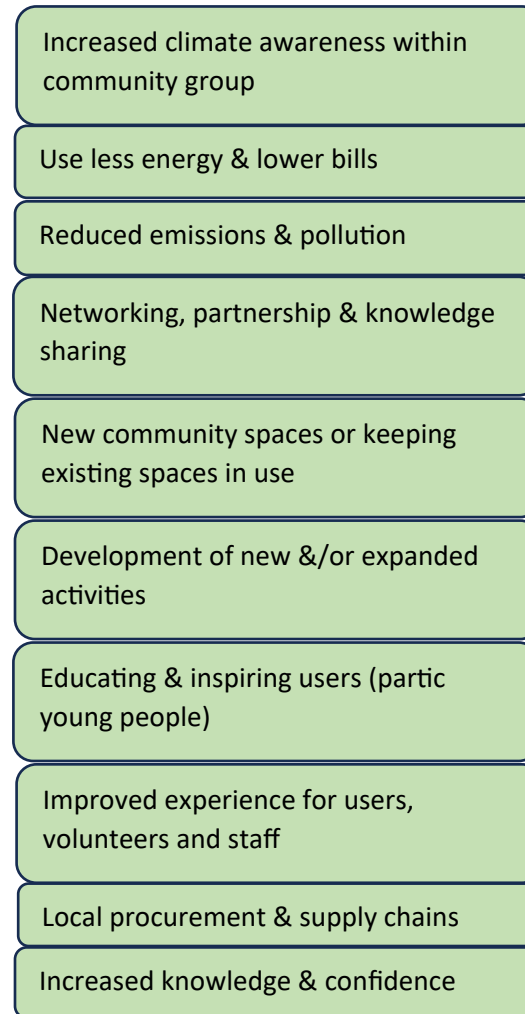 Increased climate awareness within
community group
Use less energy & lower bills
Reduced emissions & pollution
Networking, partnership & knowledge
sharing
New community spaces or keeping
existing spaces in use
Development of new &/or expanded
activities
Educating & inspiring users (partic
young people)
Improved experience for users,
volunteers and staff
Local procurement & supply chains
Increased knowledge & confidence